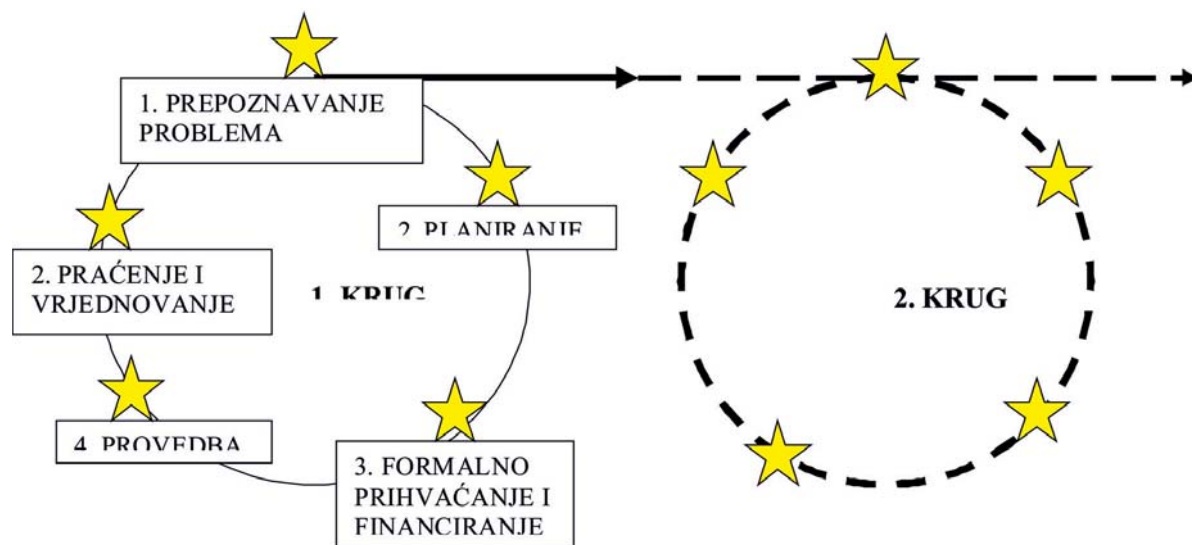 1. PREPOZNAVANJE
PROBLEMA
2. PLANIRANJE
2. PRAĆENJE I
VRJEDNOVANJE
1. KRUG
2. KRUG
4. PROVEDBA
3. FORMALNO
PRIHVAĆANJE I
FINANCIRANJE